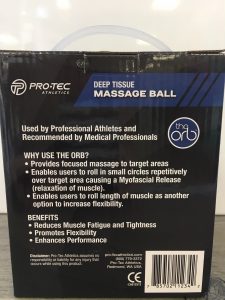 PRO-TEC
ATHLETICS
DEEP TISSUE
MASSAGE BALL
the
orb
Used by Professional Athletes and
Recommended by Medical Professionals
WHY USE THE ORB?
• Provides focused massage to target areas
• Enables users to roll in small circles repetitively
over target area causing a Myofascial Release
(relaxation of muscle).
• Enables users to roll length of muscle as another
option to increase flexibility.
BENEFITS
• Reduces Muscle Fatigue and Tightness
• Promotes Flexibility
• Enhances Performance
Disclaimer: Pro-Tec Athletics assumes no
responsibility or liability for any injury that
occurs while using this product.
pro-tecathletics.com
Pro-Tec Athletics,
Redmond, WA USA